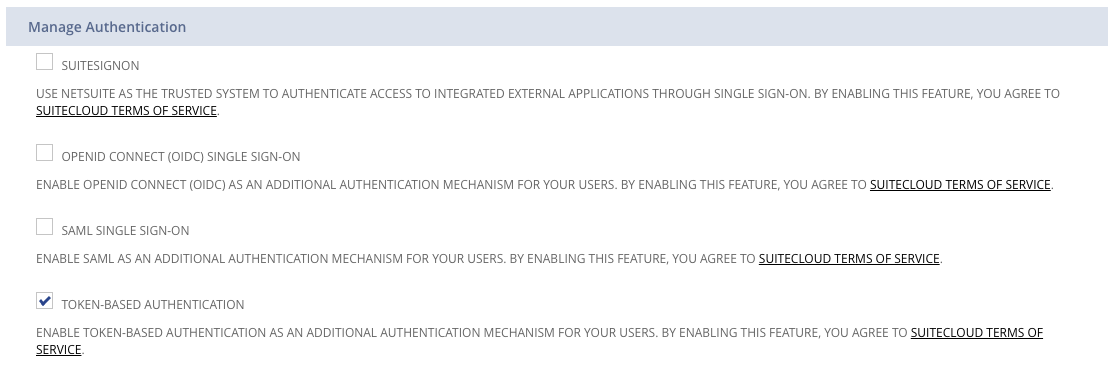 Manage Authentication
SUITESIGNON
USE NETSUITE AS THE TRUSTED SYSTEM TO AUTHENTICATE ACCESS TO INTEGRATED EXTERNAL APPLICATIONS THROUGH SINGLE SIGN-ON. BY ENABLING THIS FEATURE, YOU AGREE TO
SUITECLOUD TERMS OF SERVICE.
OPENID CONNECT (OIDC) SINGLE SIGN-ON
ENABLE OPENID CONNECT (OIDC) AS AN ADDITIONAL AUTHENTICATION MECHANISM FOR YOUR USERS. BY ENABLING THIS FEATURE, YOU AGREE TO SUITECLOUD TERMS OF SERVICE.
SAML SINGLE SIGN-ON
ENABLE SAML AS AN ADDITIONAL AUTHENTICATION MECHANISM FOR YOUR USERS. BY ENABLING THIS FEATURE, YOU AGREE TO SUITECLOUD TERMS OF SERVICE.
TOKEN-BASED AUTHENTICATION
ENABLE TOKEN-BASED AUTHENTICATION AS AN ADDITIONAL AUTHENTICATION MECHANISM FOR YOUR USERS. BY ENABLING THIS FEATURE, YOU AGREE TO SUITECLOUD TERMS OF
SERVICE.